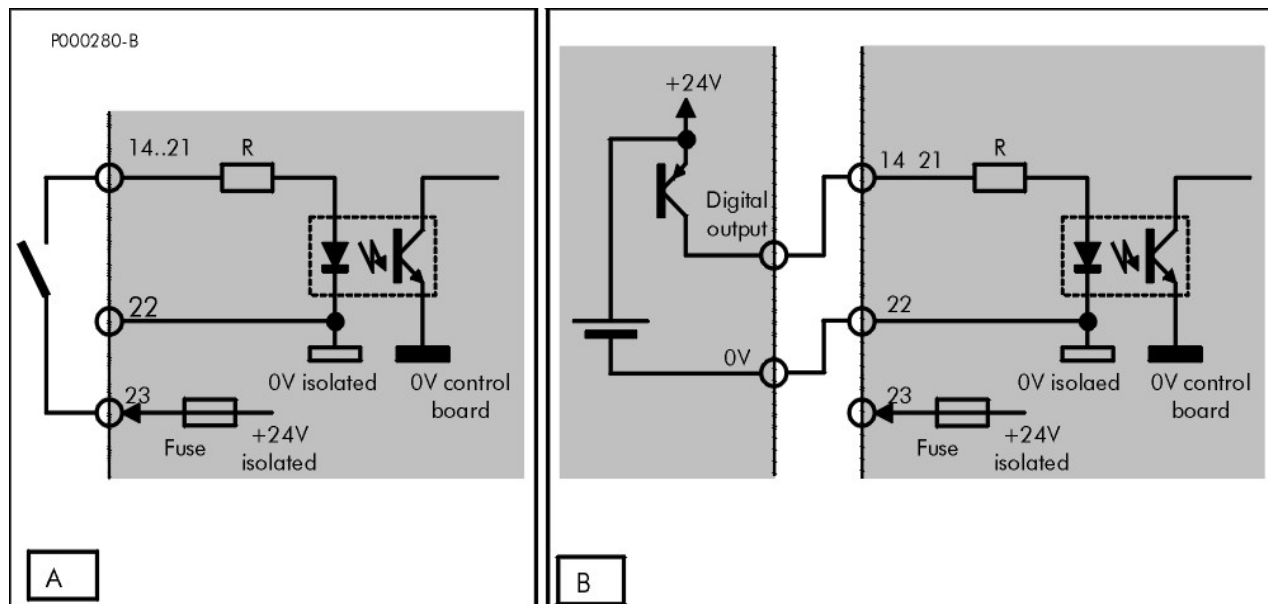 P000280-B
14..21
R
22
0V isolated
0V control
board
23
Fuse
+24V
isolated
A
+24V
Digital
output
0V
14 21
R
22
0V isolaed
0V control
board
23
Fuse
+24V
isolated
B